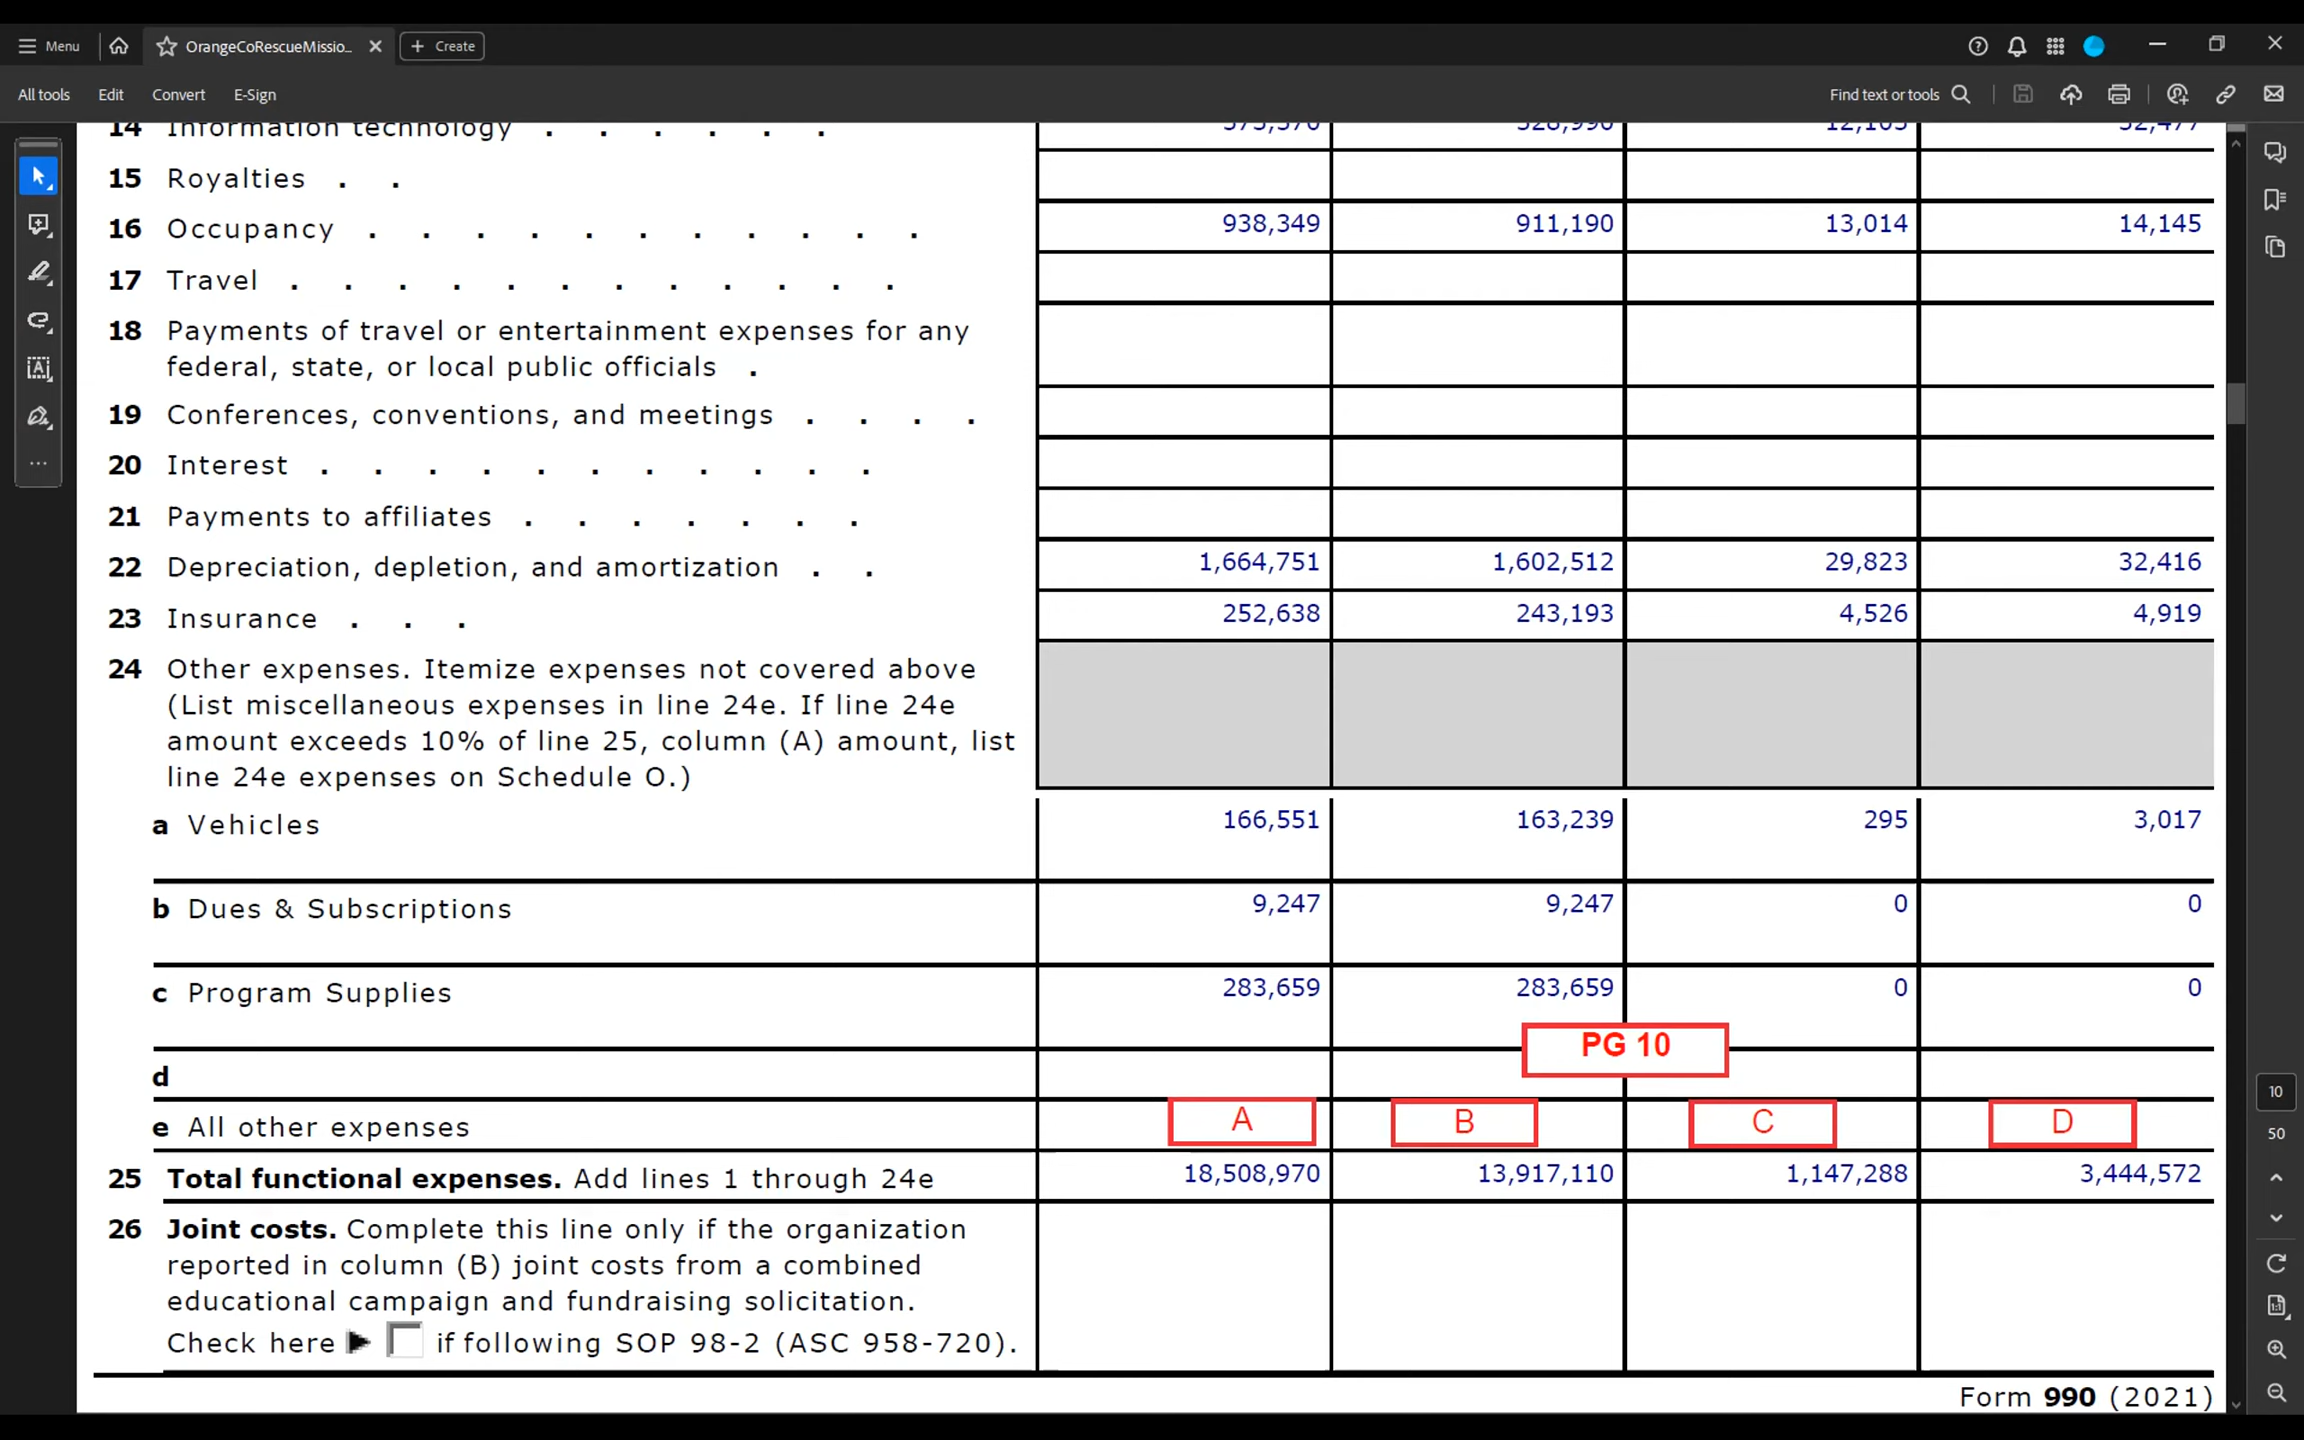 Menu OrangeCoRescueMissio... Create
All tools Edit Convert E-Sign Find text or tools
14 Information technology . . . . . . 12,103 32,477
15 Royalties . .
16 Occupancy . . . . . . . . . . . 938,349 911,190 13,014 14,145
17 Travel . . . . . . . . . . . .
18 Payments of travel or entertainment expenses for any
federal, state, or local public officials .
19 Conferences, conventions, and meetings . . . .
20 Interest . . . . . . . . . . .
21 Payments to affiliates . . . . . . .
22 Depreciation, depletion, and amortization . . 1,664,751 1,602,512 29,823 32,416
23 Insurance . . . 252,638 243,193 4,526 4,919
24 Other expenses. Itemize expenses not covered above
(List miscellaneous expenses in line 24e. If line 24e
amount exceeds 10% of line 25, column (A) amount, list
line 24e expenses on Schedule O.)
a Vehicles 166,551 163,239 295 3,017
b Dues & Subscriptions 9,247 9,247 0 0
c Program Supplies 283,659 283,659 0 0
PG 10
d
10
e All other expenses A B C D
50
25 Total functional expenses. Add lines 1 through 24e 18,508,970 13,917,110 1,147,288 3,444,572
26 Joint costs. Complete this line only if the organization
reported in column (B) joint costs from a combined
educational campaign and fundraising solicitation.
Check here if following SOP 98-2 (ASC 958-720).
Form 990 (2021)